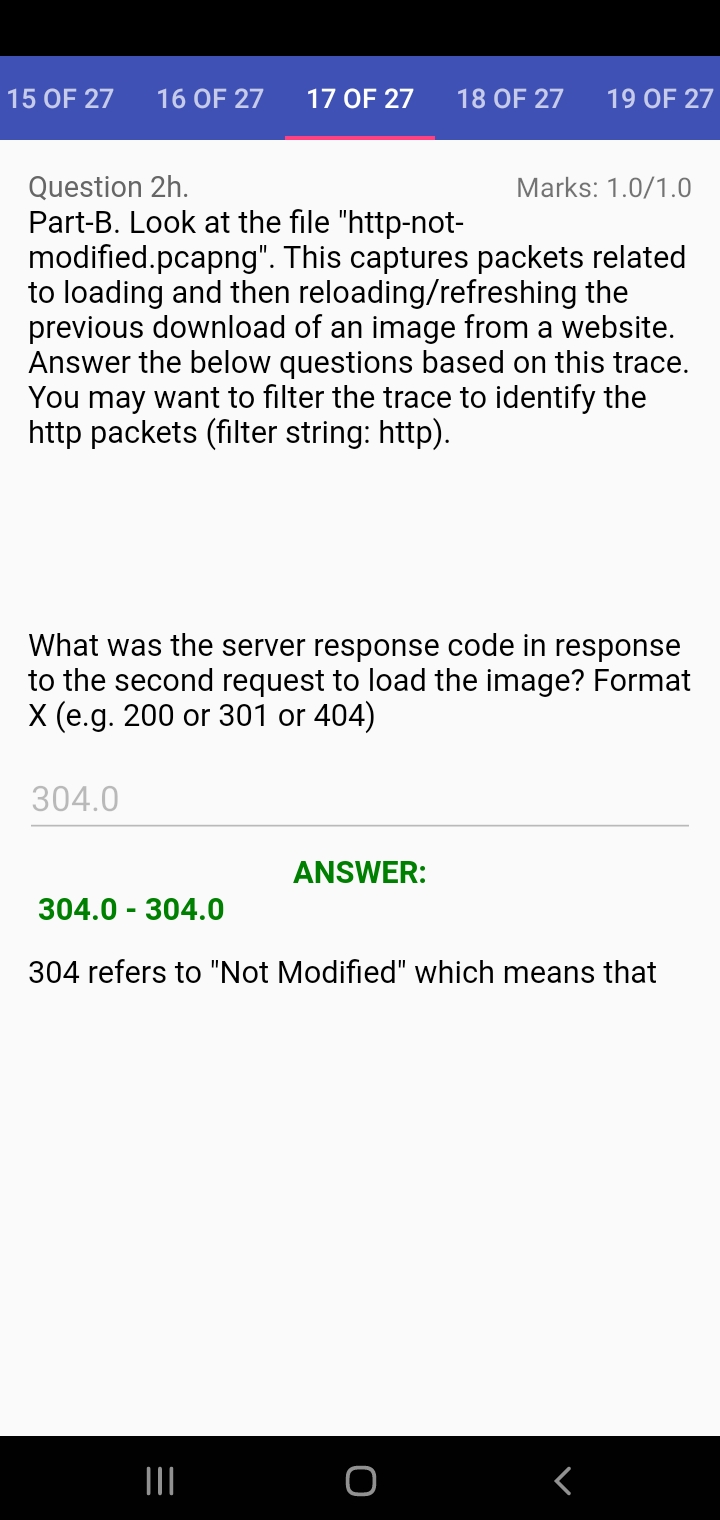 15 OF 27 16 OF 27 17 OF 27 18 OF 27 19 OF 27
Question 2h. Marks: 1.0/1.0
Part-B. Look at the file "http-not-
modified.pcapng". This captures packets related
to loading and then reloading/refreshing the
previous download of an image from a website.
Answer the below questions based on this trace.
You may want to filter the trace to identify the
http packets (filter string: http).
What was the server response code in response
to the second request to load the image? Format
X (e.g. 200 or 301 or 404)
304.0
ANSWER:
304.0 - 304.0
304 refers to "Not Modified" which means that